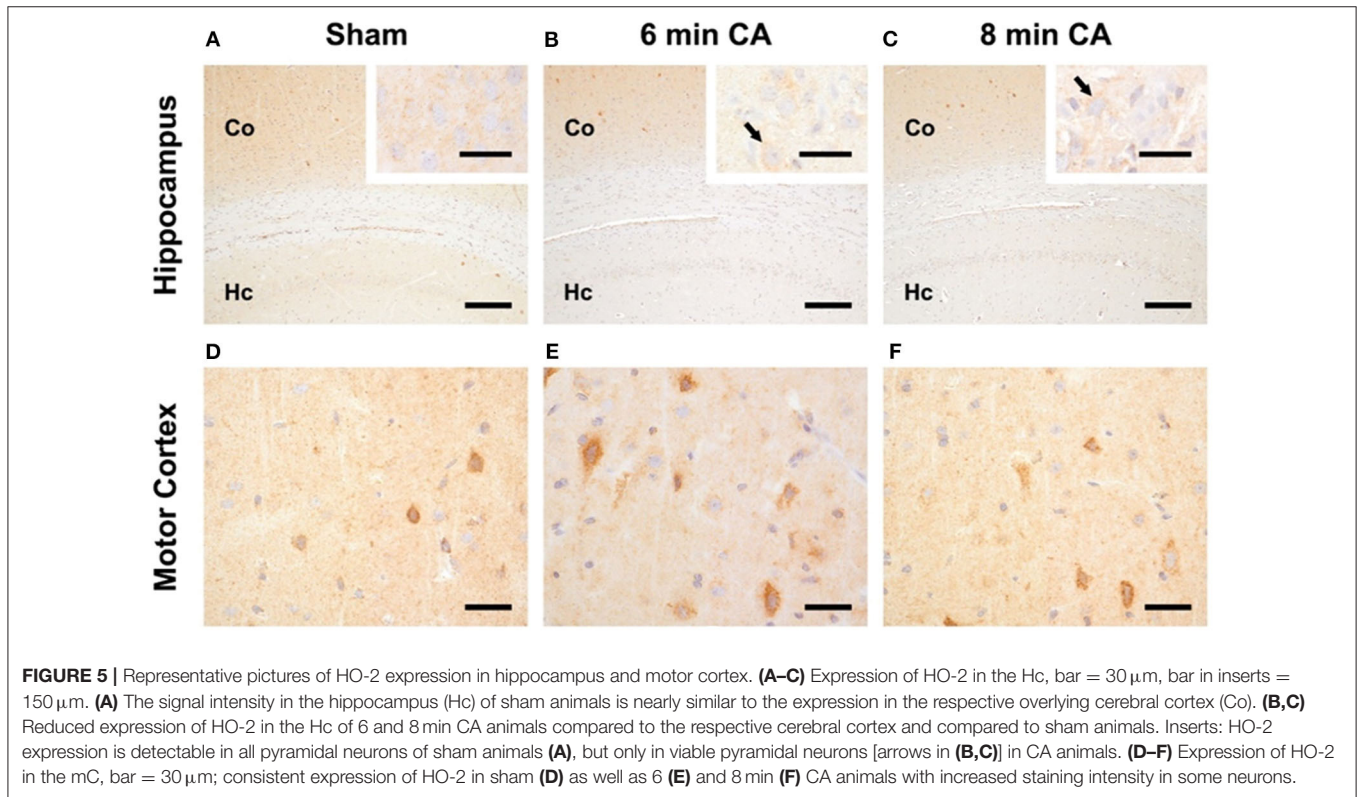 A Sham B 6 min CA C 8 min CA
Hippocampus
Co
Hc
Co
Hc
Co
Hc
Motor Cortex
D E F
FIGURE 5 | Representative pictures of HO-2 expression in hippocampus and motor cortex. (A–C) Expression of HO-2 in the Hc, bar = 30 μm, bar in inserts =
150 μm. (A) The signal intensity in the hippocampus (Hc) of sham animals is nearly similar to the expression in the respective overlying cerebral cortex (Co). (B,C)
Reduced expression of HO-2 in the Hc of 6 and 8 min CA animals compared to the respective cerebral cortex and compared to sham animals. Inserts: HO-2
expression is detectable in all pyramidal neurons of sham animals (A), but only in viable pyramidal neurons [arrows in (B,C)] in CA animals. (D–F) Expression of HO-2
in the mC, bar = 30 μm; consistent expression of HO-2 in sham (D) as well as 6 (E) and 8 min (F) CA animals with increased staining intensity in some neurons.